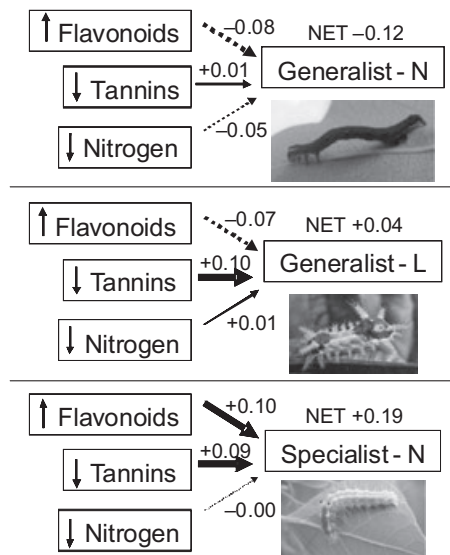 ↑ Flavonoids
–0.08
NET –0.12
↓ Tannins
+0.01
Generalist - N
↓ Nitrogen
–0.05
↑ Flavonoids
–0.07
NET +0.04
↓ Tannins
+0.10
Generalist - L
↓ Nitrogen
+0.01
↑ Flavonoids
+0.10
NET +0.19
↓ Tannins
+0.09
Specialist - N
↓ Nitrogen
–0.00